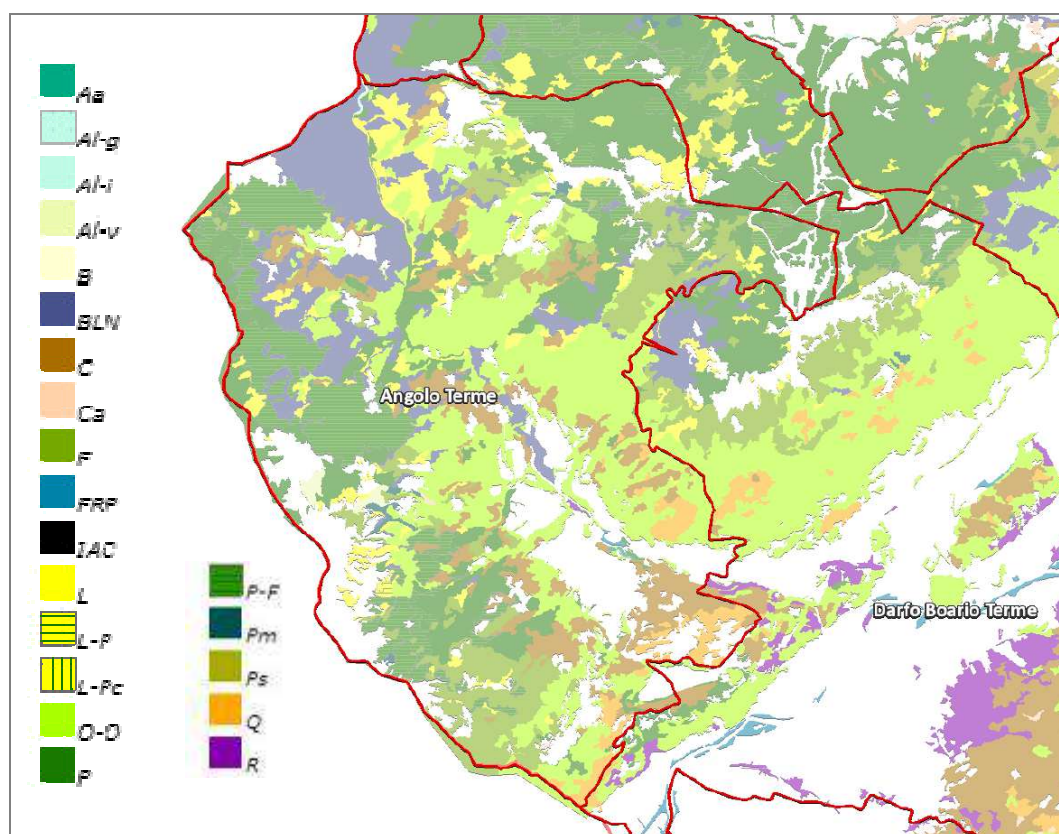 Aa
Al-g
Al-i
Al-v
B
BLN
C
Ca
F
FRP
IAC
L
L-P
L-Pc
O-O
P
P-F
Pm
Ps
Q
R
Angolo Terme
Darfo Boario Terme